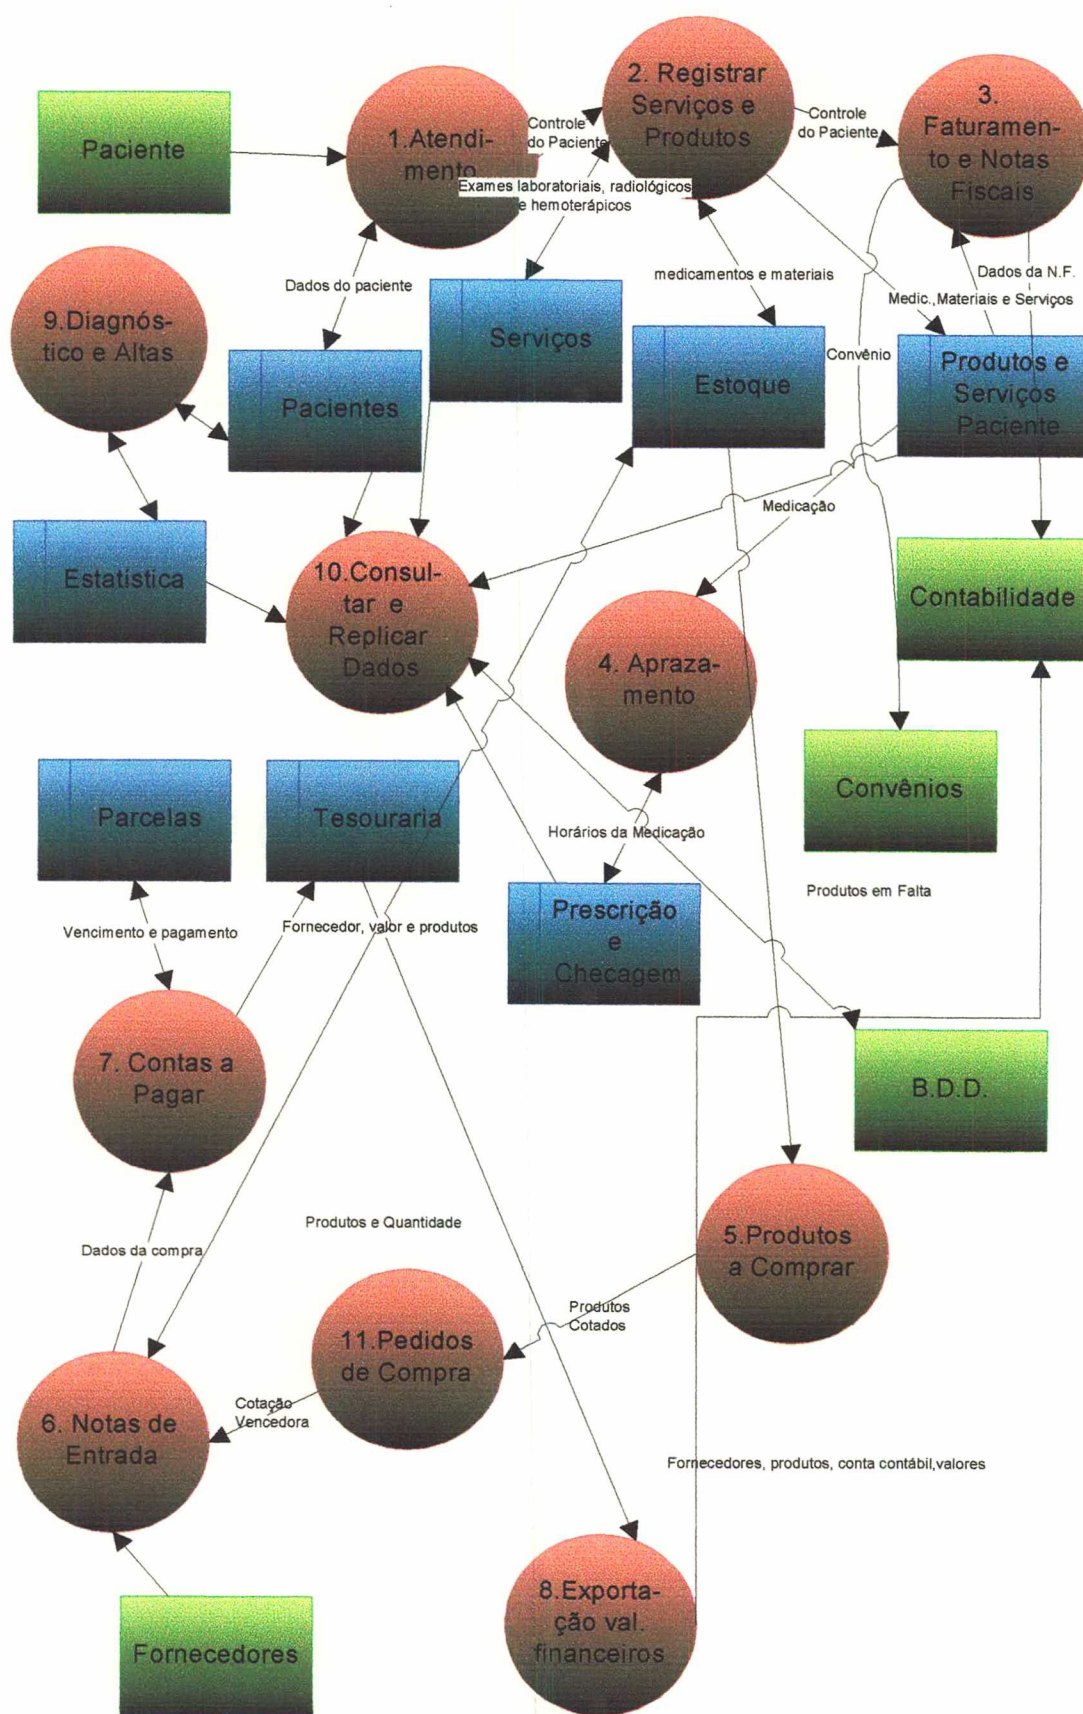 Paciente
1.Atendi-
mento
Controle
do Paciente
2. Registrar
Serviços e
Produtos
Controle
do Paciente
3.
Faturamen-
to e Notas
Fiscais
Exames laboratoriais, radiológicos
e hemoterápicos
Dados do paciente
medicamentos e materiais
Dados da N.F.
Medic.,Materiais e Serviços
9.Diagnós-
tico e Altas
Pacientes
Serviços
Estoque
Convênio
Produtos e
Serviços
Paciente
Medicação
Estatística
10.Consul-
tar e
Replicar
Dados
4. Apraza-
mento
Contabilidade
Convênios
Parcelas
Tesouraria
Horários da Medicação
Produtos em Falta
Vencimento e pagamento
Fornecedor, valor e produtos
Prescrição
e
Checagem
7. Contas a
Pagar
B.D.D.
Produtos e Quantidade
Dados da compra
5.Produtos
a Comprar
Produtos
Cotados
11.Pedidos
de Compra
Cotação
Vencedora
6. Notas de
Entrada
Fornecedores, produtos, conta contábil,valores
8.Exporta-
ção val.
financeiros
Fornecedores